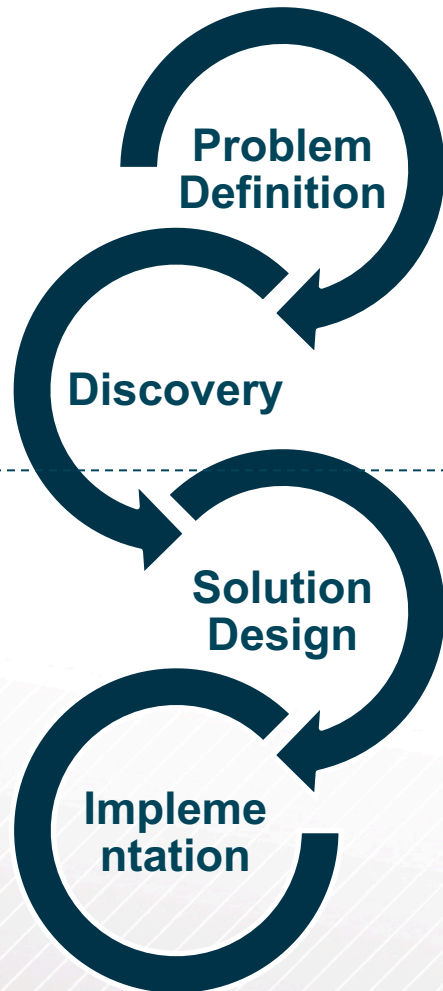 Problem
Definition
Discovery
Solution
Design
Impleme
ntation